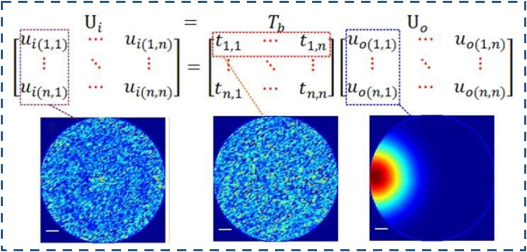 U_i = T_b U_o
[u_{i(1,1)} ⋯ u_{i(1,n)}] = [t_{1,1} ⋯ t_{1,n}] [u_{o(1,1)} ⋯ u_{o(1,n)}]
⋮ ⋱ ⋮ ⋮ ⋱ ⋮ ⋮ ⋱ ⋮
u_{i(n,1)} ⋯ u_{i(n,n)} t_{n,1} ⋯ t_{n,n} u_{o(n,1)} ⋯ u_{o(n,n)}